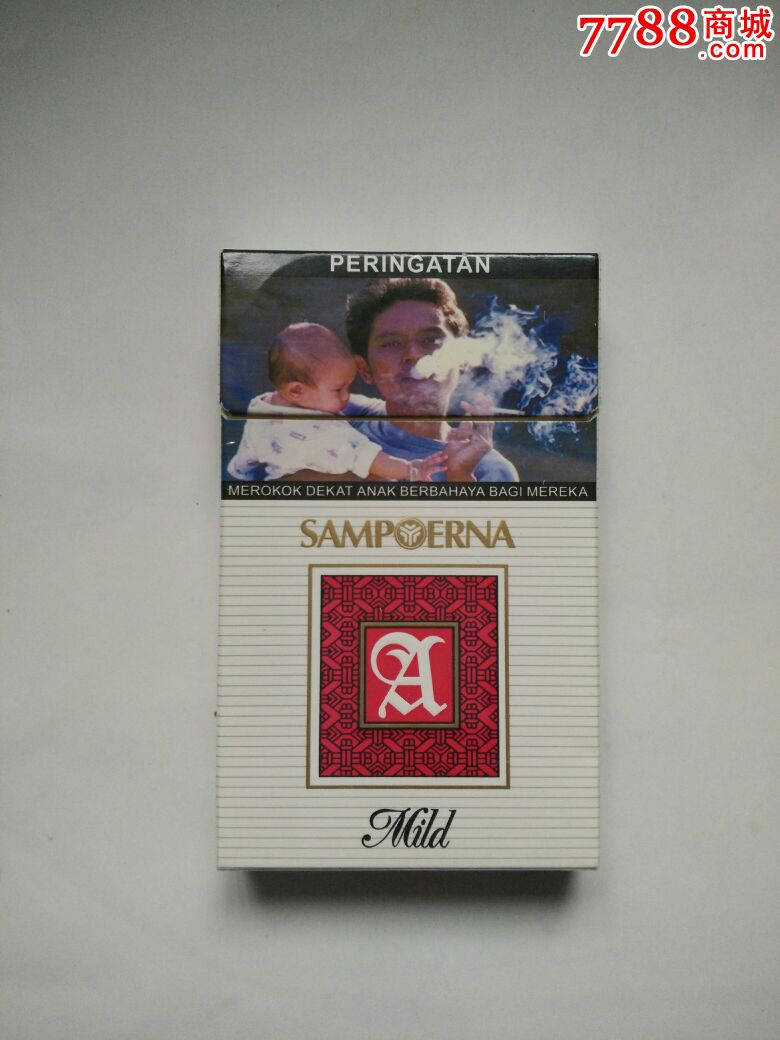 7788商城
.com
PERINGATAN
MEROKOK DEKAT ANAK BERBAHAYA BAGI MEREKA
SAMPOERNA
A
Mild